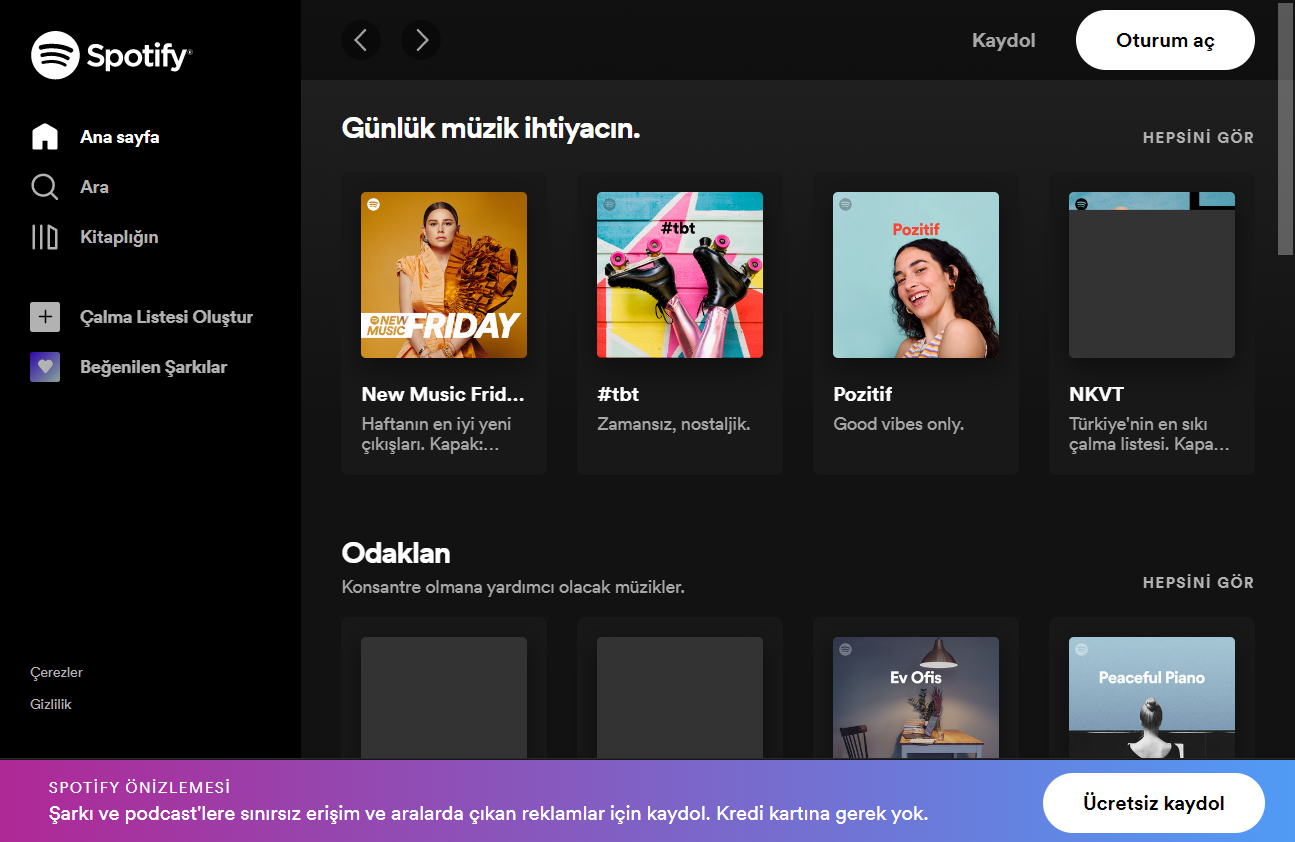 Spotify
Ana sayfa
Ara
Kitaplığın
Çalma Listesi Oluştur
Beğenilen Şarkılar
Çerezler
Gizlilik
Kaydol
Oturum aç
Günlük müzik ihtiyacın.
HEPSİNİ GÖR
NEW
MUSIC FRIDAY
New Music Frid...
Haftanın en iyi yeni
çıkışları. Kapak:...
#tbt
#tbt
Zamansız, nostaljik.
Pozitif
Pozitif
Good vibes only.
NKVT
Türkiye'nin en sıkı
çalma listesi. Kapa...
Odaklan
Konsantre olmana yardımcı olacak müzikler.
HEPSİNİ GÖR
Ev Ofis
Peaceful Piano
SPOTİFY ÖNİZLEMESİ
Şarkı ve podcast'lere sınırsız erişim ve aralarda çıkan reklamlar için kaydol. Kredi kartına gerek yok.
Ücretsiz kaydol